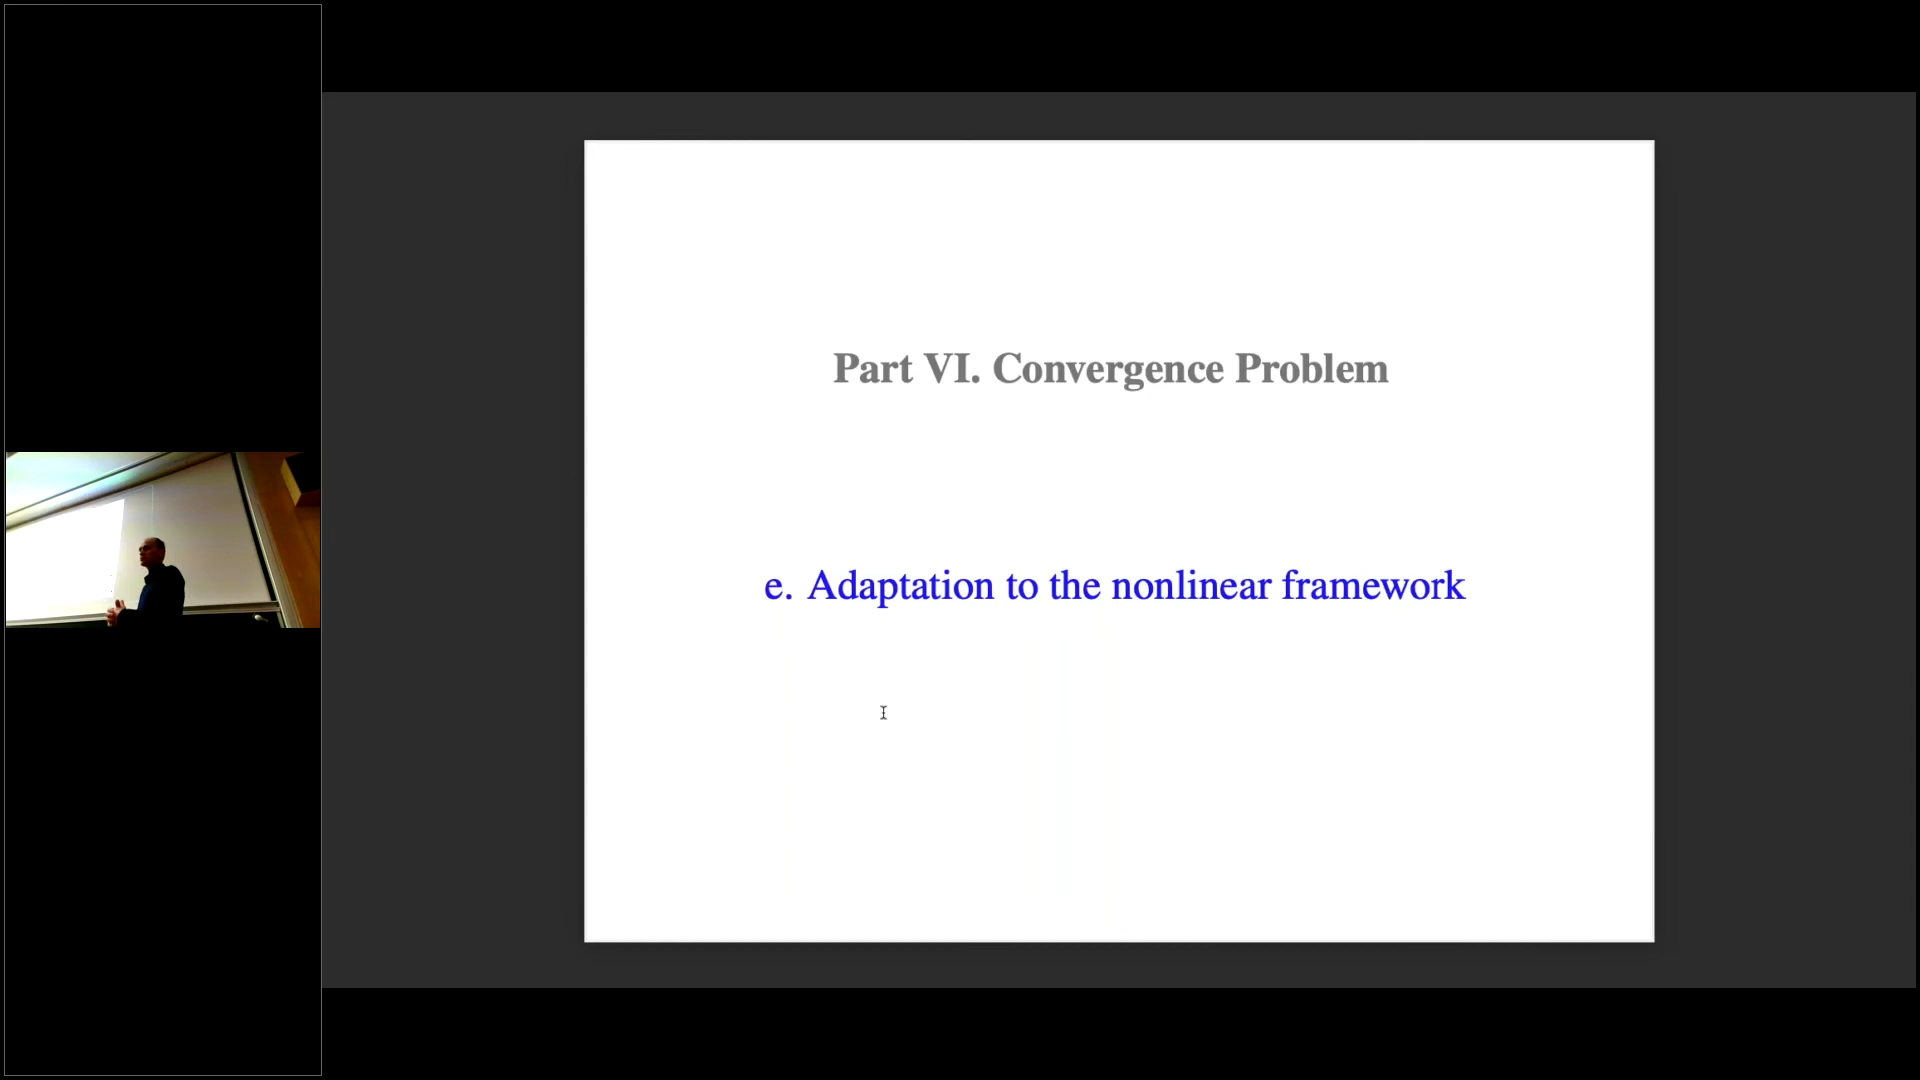 Part VI. Convergence Problem
e. Adaptation to the nonlinear framework